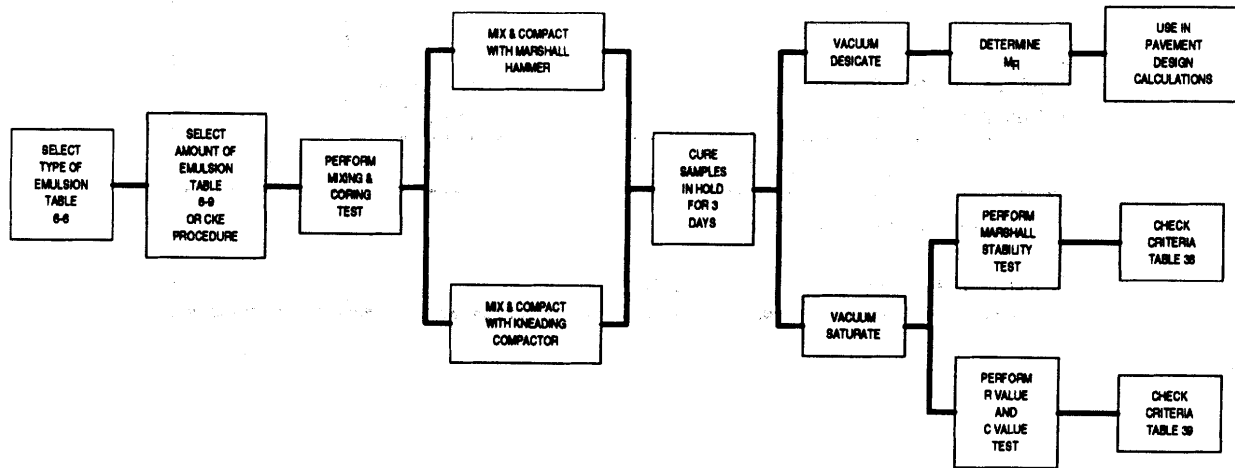 SELECT
TYPE OF
EMULSION
TABLE
6-6
SELECT
AMOUNT OF
EMULSION
TABLE
6-9
OR CKE
PROCEDURE
PERFORM
MIXING &
CORING
TEST
MIX & COMPACT
WITH MARSHALL
HAMMER
MIX & COMPACT
WITH KNEADING
COMPACTOR
CURE
SAMPLES
IN HOLD
FOR 3
DAYS
VACUUM
DESICATE
DETERMINE
MR
USE IN
PAVEMENT
DESIGN
CALCULATIONS
VACUUM
SATURATE
PERFORM
MARSHALL
STABILITY
TEST
CHECK
CRITERIA
TABLE 38
PERFORM
R VALUE
AND
C VALUE
TEST
CHECK
CRITERIA
TABLE 39